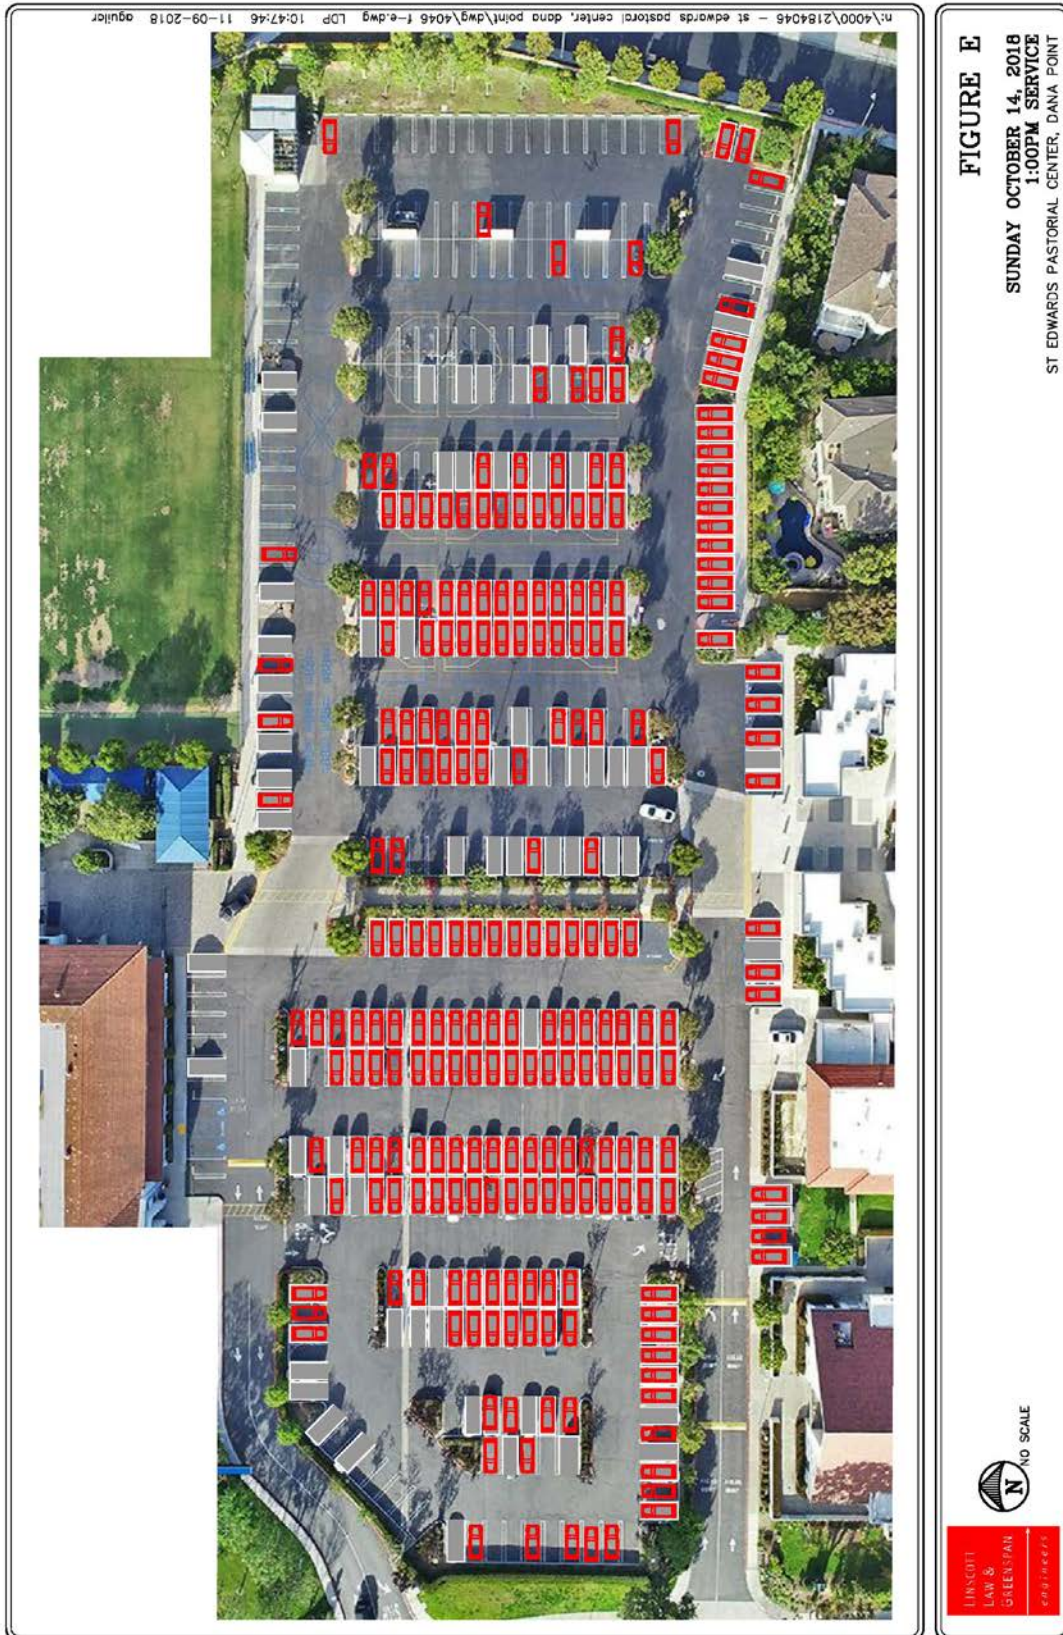 n:\4000\2184046 - st edwards pastoral center, dana point\dwg\4046 f-e.dwg   LDP   10:47:46   11-09-2018   aguilar
FIGURE E
SUNDAY OCTOBER 14, 2018
1:00PM SERVICE
ST EDWARDS PASTORIAL CENTER, DANA POINT
N
NO SCALE
LINSCOTT
LAW &
GREENSPAN
engineers